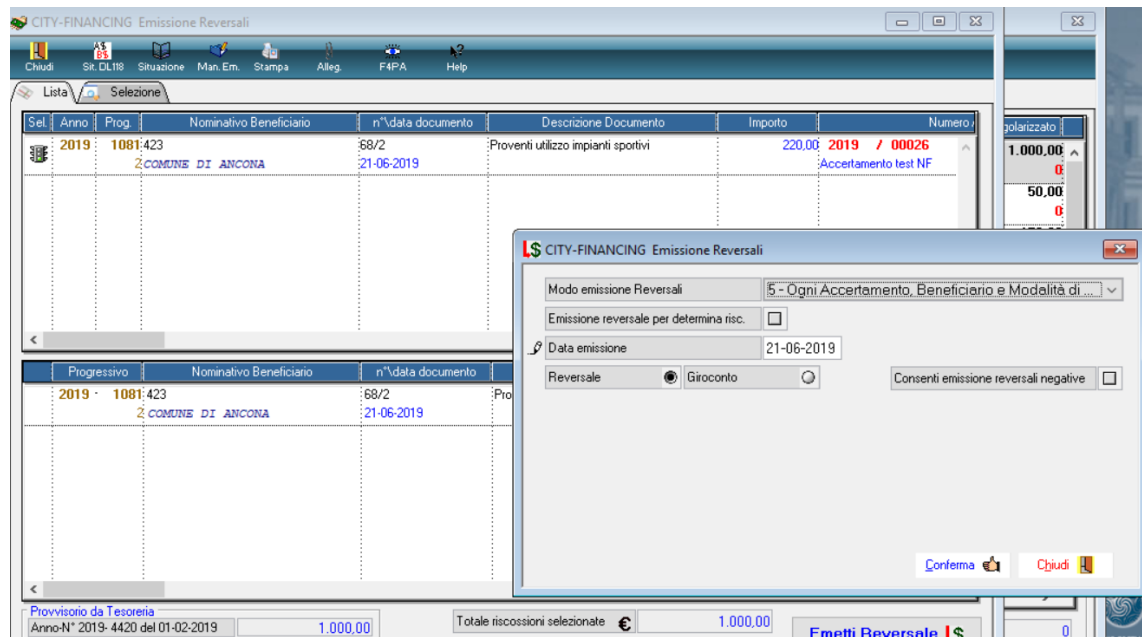 CITY-FINANCING Emissione Reversali
Chiudi Sit. DL118 Situazione Man. Em. Stampa Alleg. F4PA Help
Lista Selezione
Sel. Anno Prog. Nominativo Beneficiario n°\data documento Descrizione Documento Importo Numero
2019 1081 423 68/2 Proventi utilizzo impianti sportivi 220,00 2019 / 00026
2 COMUNE DI ANCONA 21-06-2019 Accertamento test NF
golarizzato
1.000,00
0
50,00
0
CITY-FINANCING Emissione Reversali
Modo emissione Reversali 5 - Ogni Accertamento, Beneficiario e Modalità di ...
Emissione reversale per determina risc.
Data emissione 21-06-2019
Reversale Giroconto Consenti emissione reversali negative
Conferma Chiudi
Progressivo Nominativo Beneficiario n°\data documento
2019 - 1081 423 68/2 Pro
2 COMUNE DI ANCONA 21-06-2019
Provvisorio da Tesoreria
Anno-N° 2019- 4420 del 01-02-2019 1.000,00
Totale riscossioni selezionate € 1.000,00
Emetti Reversale
0